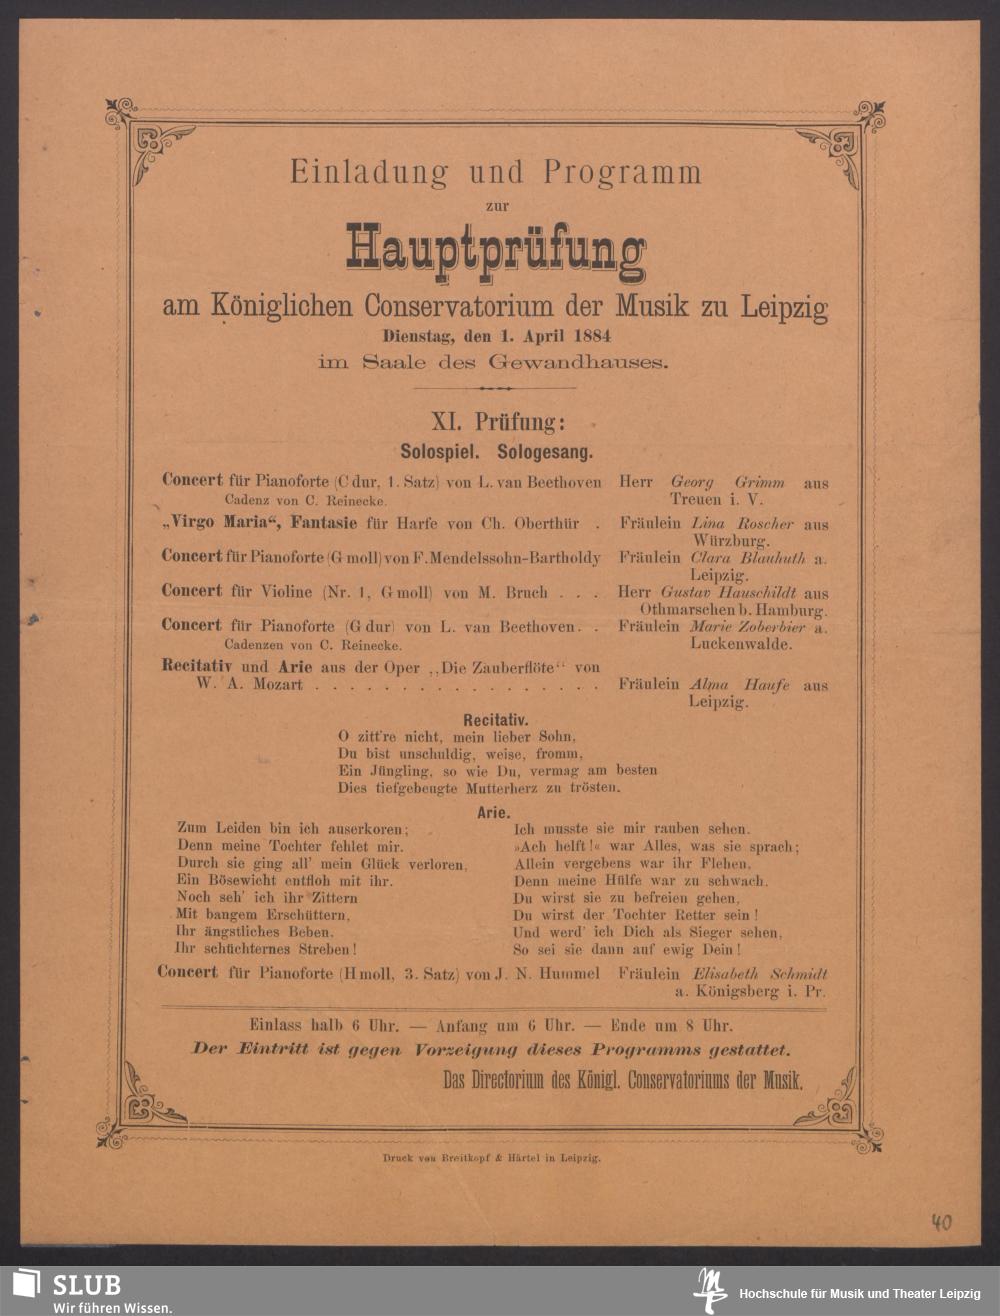 Einladung und Programm
zur
Hauptprüfung
am Königlichen Conservatorium der Musik zu Leipzig
Dienstag, den 1. April 1884
im Saale des Gewandhauses.
XI. Prüfung:
Solospiel. Sologesang.
Concert für Pianoforte (C dur, 1. Satz) von L. van Beethoven Herr Georg Grimm aus
Cadenz von C. Reinecke. Treuen i. V.
„Virgo Maria“, Fantasie für Harfe von Ch. Oberthür . Fräulein Lina Roscher aus
Würzburg.
Concert für Pianoforte (G moll) von F. Mendelssohn-Bartholdy Fräulein Clara Blauhuth a.
Leipzig.
Concert für Violine (Nr. 1, G moll) von M. Bruch . . . Herr Gustav Hauschildt aus
Othmarschen b. Hamburg.
Concert für Pianoforte (G dur) von L. van Beethoven. . Fräulein Marie Zoberbier a.
Cadenzen von C. Reinecke. Luckenwalde.
Recitativ und Arie aus der Oper ,,Die Zauberflöte“ von
W. A. Mozart . . . . . . . . . . . . . . . . . Fräulein Alma Haufe aus
Leipzig.
Recitativ.
O zitt're nicht, mein lieber Sohn,
Du bist unschuldig, weise, fromm,
Ein Jüngling, so wie Du, vermag am besten
Dies tiefgebeugte Mutterherz zu trösten.
Arie.
Zum Leiden bin ich auserkoren;
Denn meine Tochter fehlet mir.
Durch sie ging all' mein Glück verloren,
Ein Bösewicht entfloh mit ihr.
Noch seh' ich ihr Zittern
Mit bangem Erschüttern,
Ihr ängstliches Beben,
Ihr schüchternes Streben!
Ich musste sie mir rauben sehen.
»Ach helft!« war Alles, was sie sprach;
Allein vergebens war ihr Flehen,
Denn meine Hülfe war zu schwach.
Du wirst sie zu befreien gehen,
Du wirst der Tochter Retter sein!
Und werd' ich Dich als Sieger sehen,
So sei sie dann auf ewig Dein!
Concert für Pianoforte (H moll, 3. Satz) von J. N. Hummel Fräulein Elisabeth Schmidt
a. Königsberg i. Pr.
Einlass halb 6 Uhr. — Anfang um 6 Uhr. — Ende um 8 Uhr.
Der Eintritt ist gegen Vorzeigung dieses Programms gestattet.
Das Directorium des Königl. Conservatoriums der Musik.
Druck von Breitkopf & Härtel in Leipzig.
40
SLUB
Wir führen Wissen.
Hochschule für Musik und Theater Leipzig